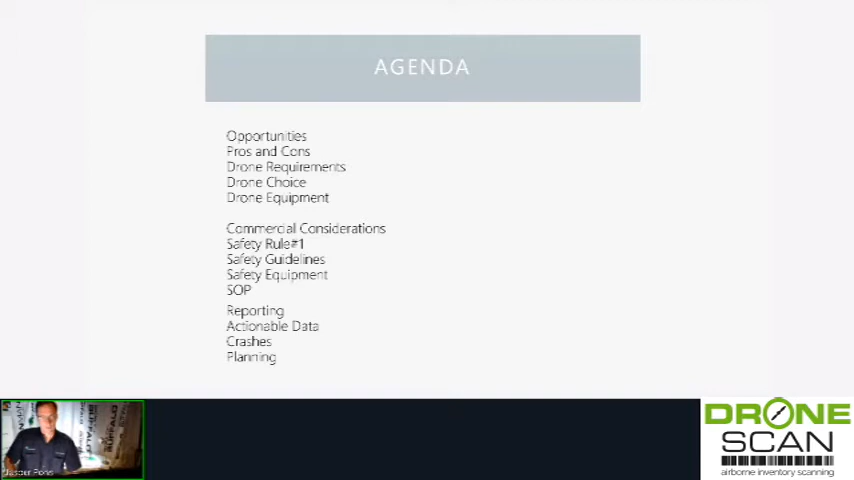 AGENDA
Opportunities
Pros and Cons
Drone Requirements
Drone Choice
Drone Equipment
Commercial Considerations
Safety Rule#1
Safety Guidelines
Safety Equipment
SOP
Reporting
Actionable Data
Crashes
Planning
BUFFALO
DRONE
SCAN
airborne inventory scanning